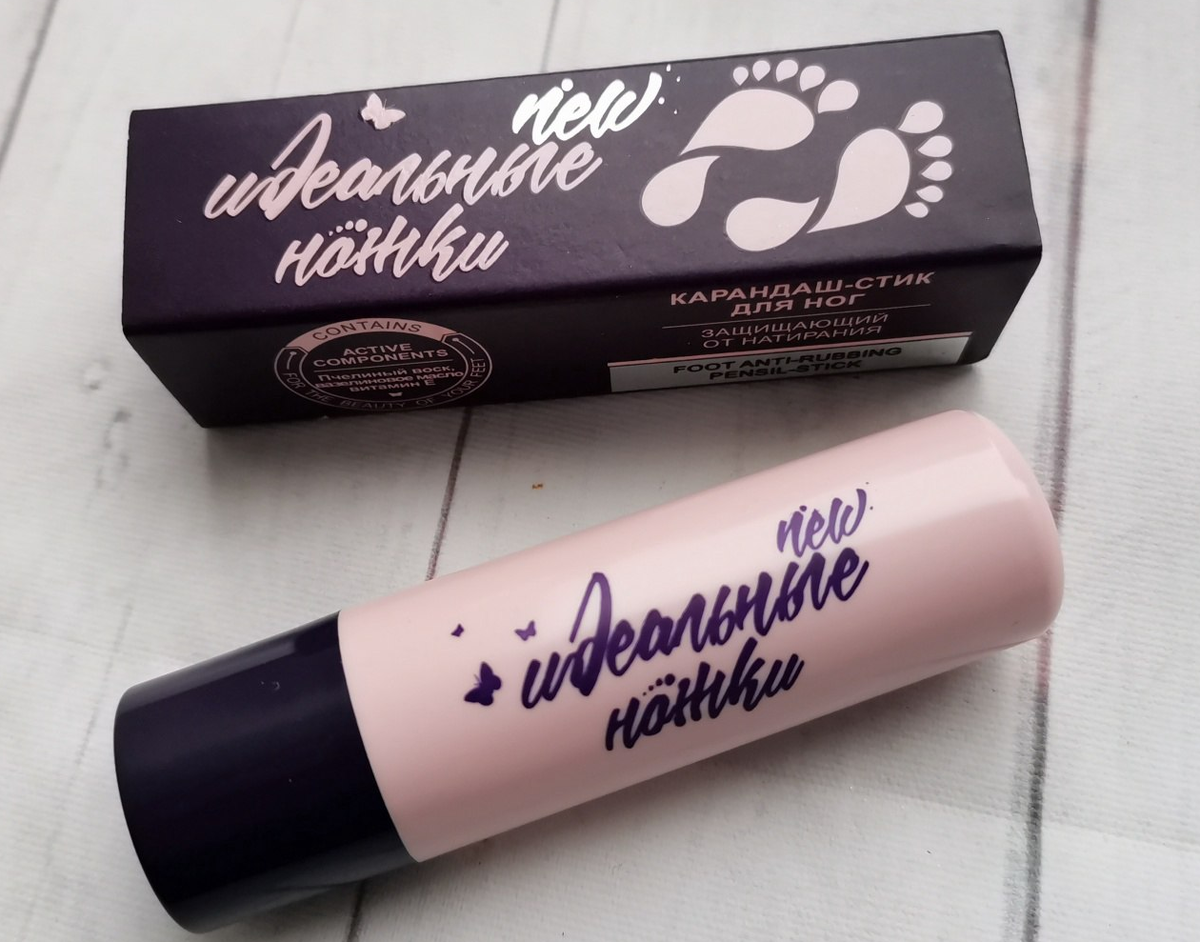 new
идеальные
ножки
CONTAINS
ACTIVE
COMPONENTS
Пчелиный воск,
вазелиновое масло,
витамин Е
FOR THE BEAUTY OF YOUR FEET
КАРАНДАШ-СТИК
ДЛЯ НОГ
ЗАЩИЩАЮЩИЙ
ОТ НАТИРАНИЯ
FOOT ANTI-RUBBING
PENSIL-STICK
new
идеальные
ножки